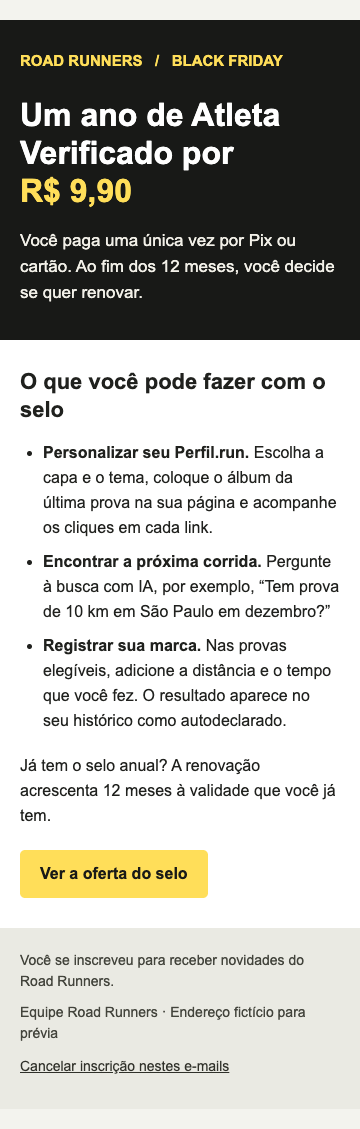 ROAD RUNNERS / BLACK FRIDAY
Um ano de Atleta
Verificado por
R$ 9,90
Você paga uma única vez por Pix ou
cartão. Ao fim dos 12 meses, você decide
se quer renovar.
O que você pode fazer com o
selo
• Personalizar seu Perfil.run. Escolha a
capa e o tema, coloque o álbum da
última prova na sua página e acompanhe
os cliques em cada link.
• Encontrar a próxima corrida. Pergunte
à busca com IA, por exemplo, “Tem prova
de 10 km em São Paulo em dezembro?”
• Registrar sua marca. Nas provas
elegíveis, adicione a distância e o tempo
que você fez. O resultado aparece no
seu histórico como autodeclarado.
Já tem o selo anual? A renovação
acrescenta 12 meses à validade que você já
tem.
Ver a oferta do selo
Você se inscreveu para receber novidades do
Road Runners.
Equipe Road Runners · Endereço fictício para
prévia
Cancelar inscrição nestes e-mails